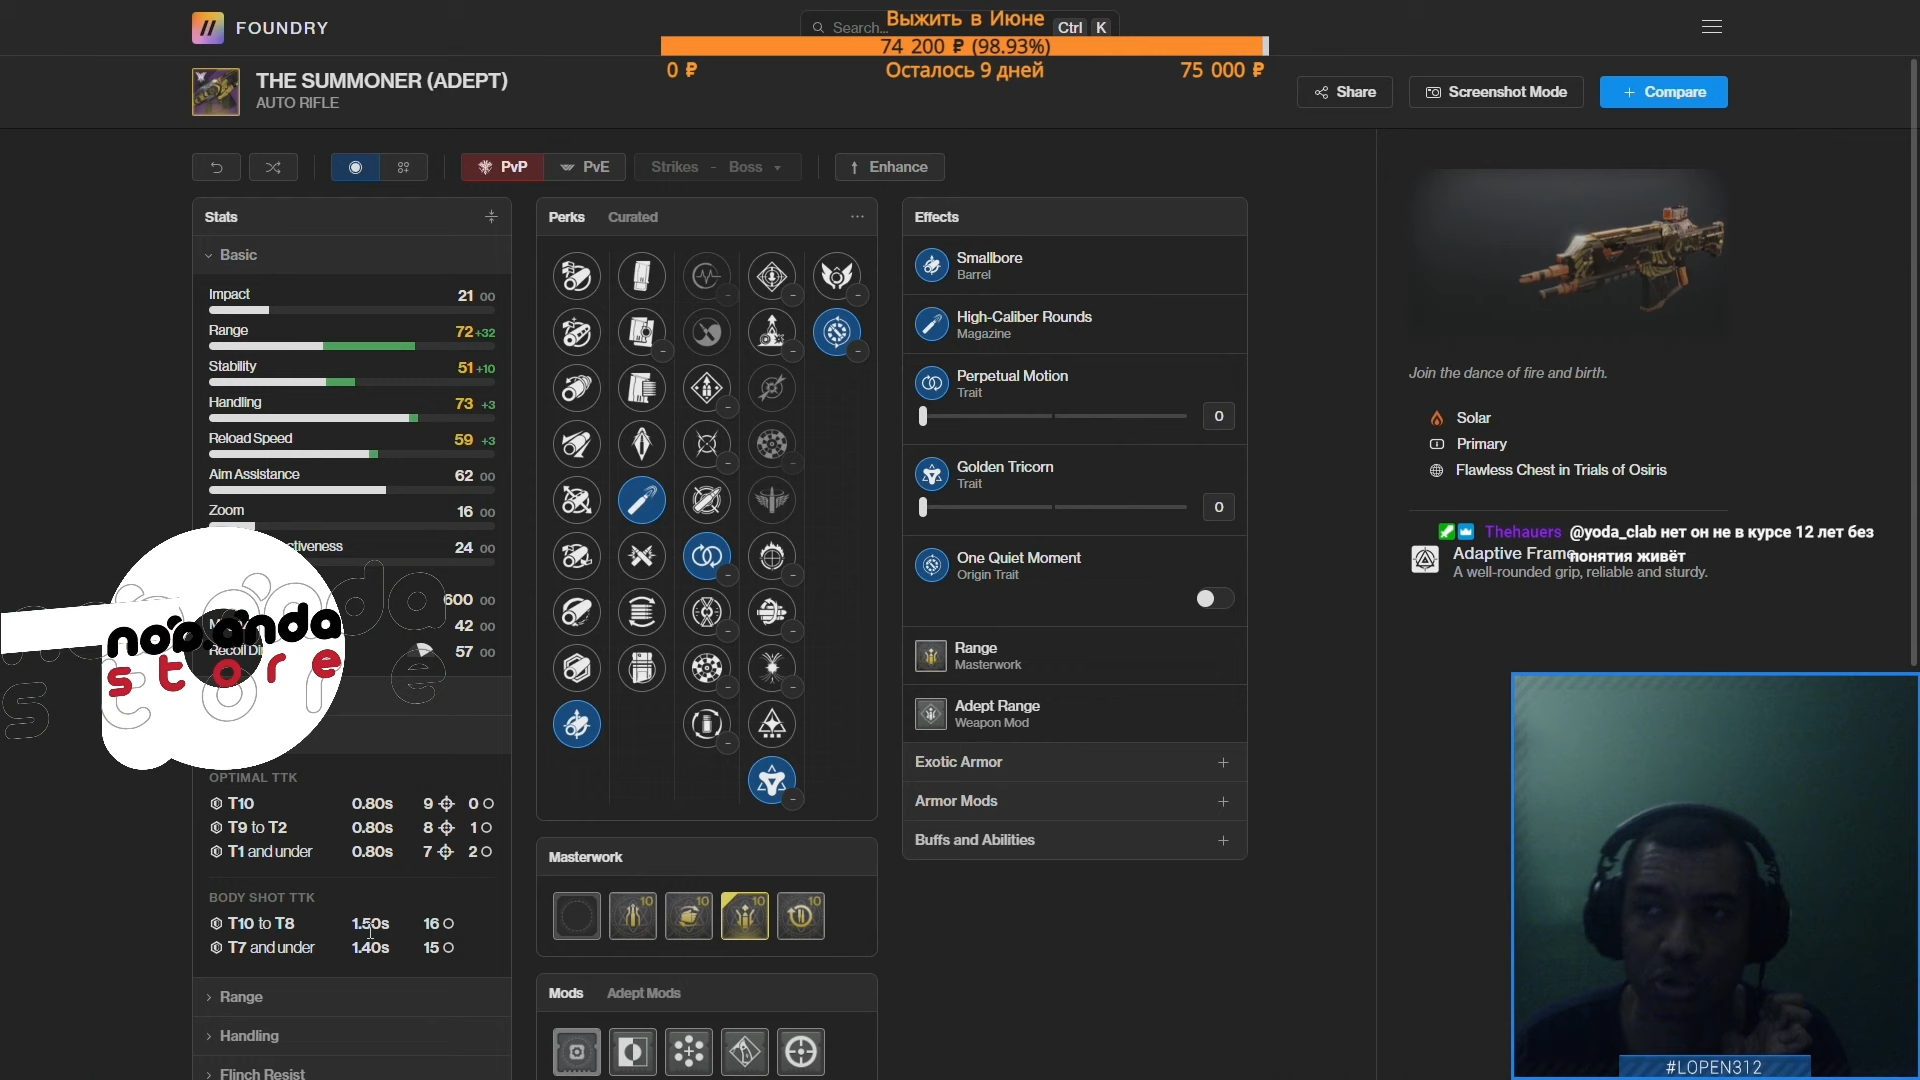 FOUNDRY
Search...
Ctrl K
Выжить в Июне
74 200 ₽ (98.93%)
0 ₽
Осталось 9 дней
75 000 ₽
THE SUMMONER (ADEPT)
AUTO RIFLE
Share
Screenshot Mode
+ Compare
PvP
PvE
Strikes - Boss
Enhance
Stats
Basic
Impact 21 00
Range 72 +32
Stability 51 +10
Handling 73 +3
Reload Speed 59 +3
Aim Assistance 62 00
Zoom 16 00
ctiveness 24 00
600 00
42 00
Recoil Di 57 00
nobanda
store
OPTIMAL TTK
T10 0.80s 9 0
T9 to T2 0.80s 8 1
T1 and under 0.80s 7 2
BODY SHOT TTK
T10 to T8 1.50s 16
T7 and under 1.40s 15
Range
Handling
Flinch Resist
Perks
Curated
Masterwork
10
10
10
10
Mods
Adept Mods
Effects
Smallbore
Barrel
High-Caliber Rounds
Magazine
Perpetual Motion
Trait
0
Golden Tricorn
Trait
0
One Quiet Moment
Origin Trait
Range
Masterwork
Adept Range
Weapon Mod
Exotic Armor +
Armor Mods +
Buffs and Abilities +
Join the dance of fire and birth.
Solar
Primary
Flawless Chest in Trials of Osiris
Thehauers @yoda_clab нет он не в курсе 12 лет без
понятия живёт
Adaptive Frame
A well-rounded grip, reliable and sturdy.
#LOPEN312